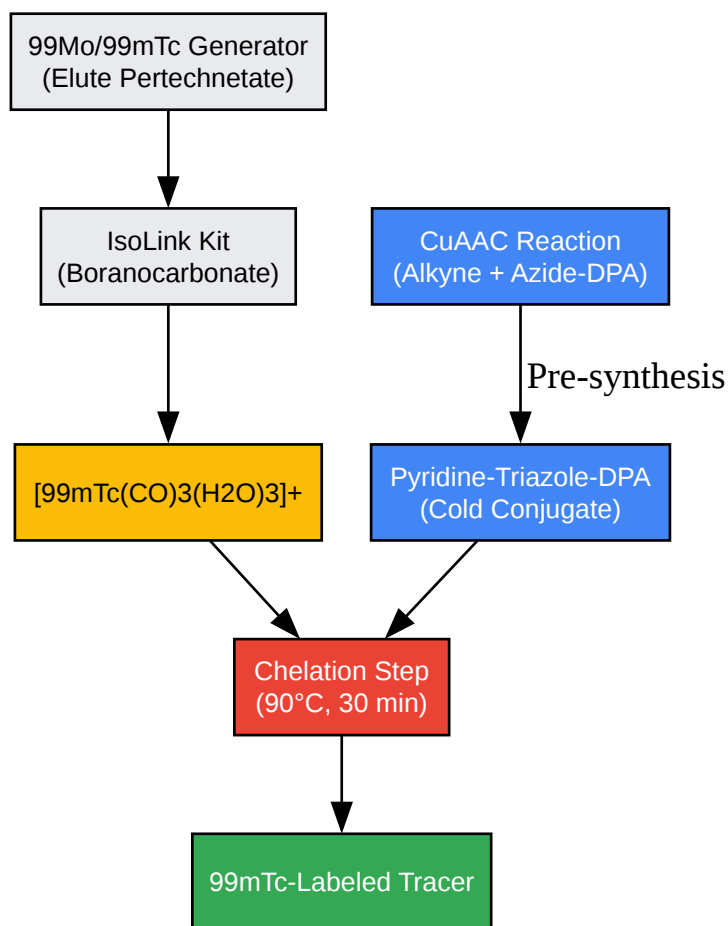 99Mo/99mTc Generator
(Elute Pertechnetate)
IsoLink Kit
(Boranocarbonate)
CuAAC Reaction
(Alkyne + Azide-DPA)
Pre-synthesis
[99mTc(CO)3(H2O)3]+
Pyridine-Triazole-DPA
(Cold Conjugate)
Chelation Step
(90°C, 30 min)
99mTc-Labeled Tracer